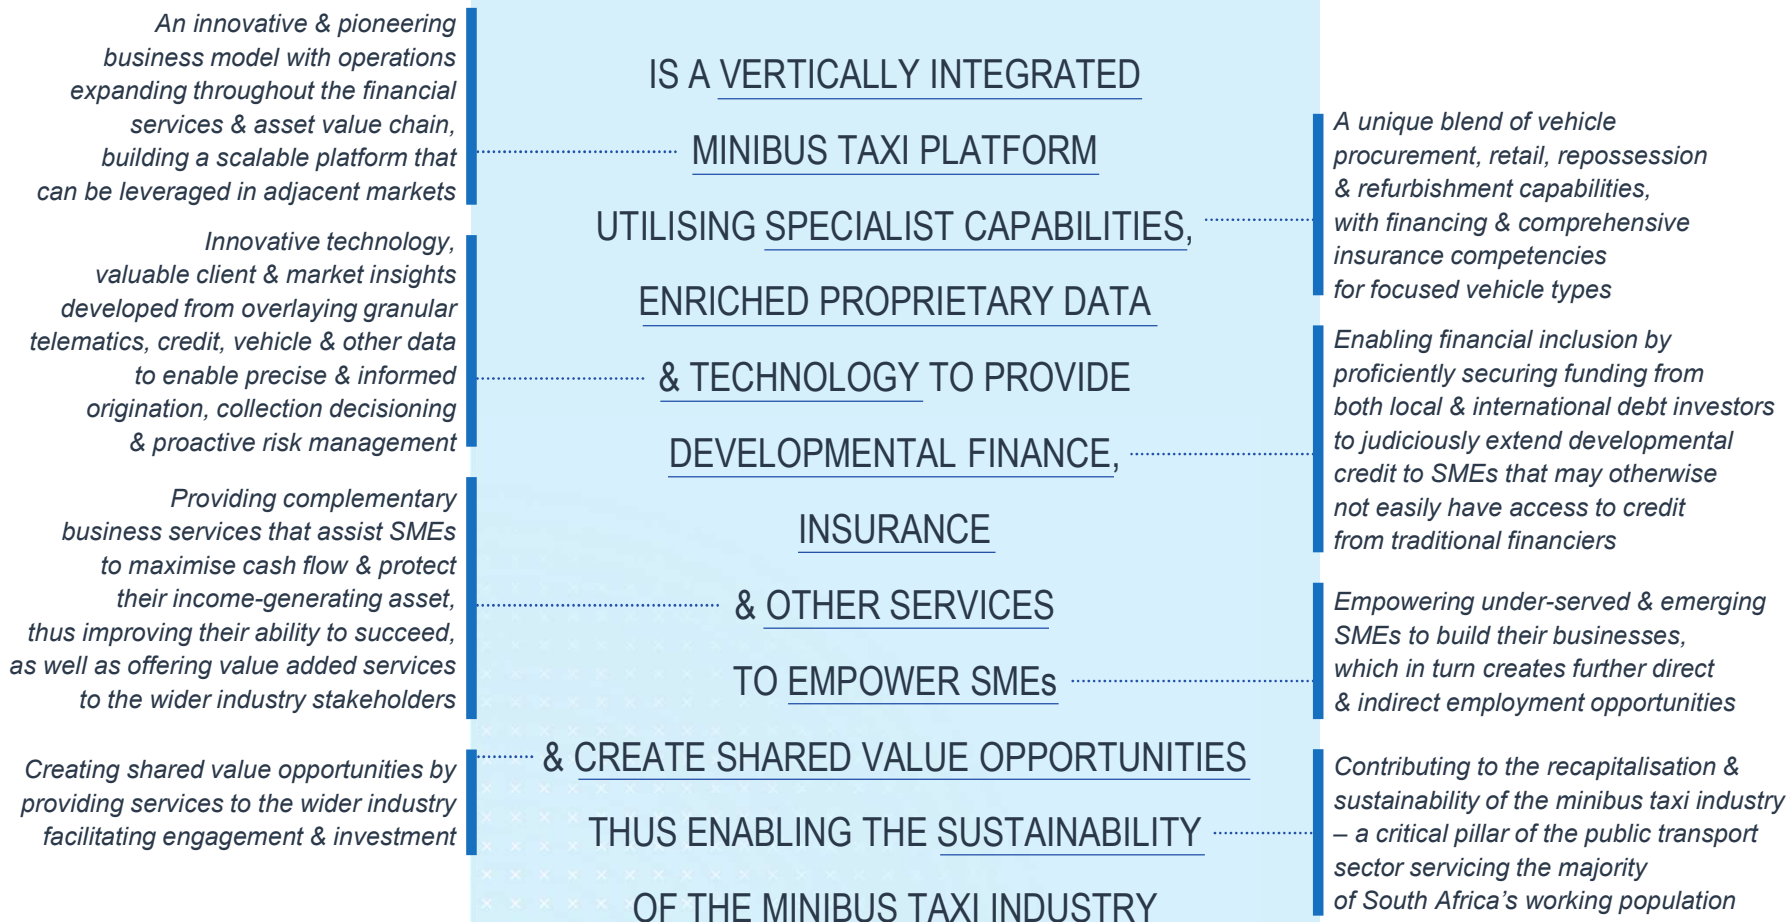 An innovative & pioneering
business model with operations
expanding throughout the financial
services & asset value chain,
building a scalable platform that
can be leveraged in adjacent markets
Innovative technology,
valuable client & market insights
developed from overlaying granular
telematics, credit, vehicle & other data
to enable precise & informed
origination, collection decisioning
& proactive risk management
Providing complementary
business services that assist SMEs
to maximise cash flow & protect
their income-generating asset,
thus improving their ability to succeed,
as well as offering value added services
to the wider industry stakeholders
Creating shared value opportunities by
providing services to the wider industry
facilitating engagement & investment
IS A VERTICALLY INTEGRATED
MINIBUS TAXI PLATFORM
UTILISING SPECIALIST CAPABILITIES,
ENRICHED PROPRIETARY DATA
& TECHNOLOGY TO PROVIDE
DEVELOPMENTAL FINANCE,
INSURANCE
& OTHER SERVICES
TO EMPOWER SMEs
& CREATE SHARED VALUE OPPORTUNITIES
THUS ENABLING THE SUSTAINABILITY
OF THE MINIBUS TAXI INDUSTRY
A unique blend of vehicle
procurement, retail, repossession
& refurbishment capabilities,
with financing & comprehensive
insurance competencies
for focused vehicle types
Enabling financial inclusion by
proficiently securing funding from
both local & international debt investors
to judiciously extend developmental
credit to SMEs that may otherwise
not easily have access to credit
from traditional financiers
Empowering under-served & emerging
SMEs to build their businesses,
which in turn creates further direct
& indirect employment opportunities
Contributing to the recapitalisation &
sustainability of the minibus taxi industry
– a critical pillar of the public transport
sector servicing the majority
of South Africa's working population